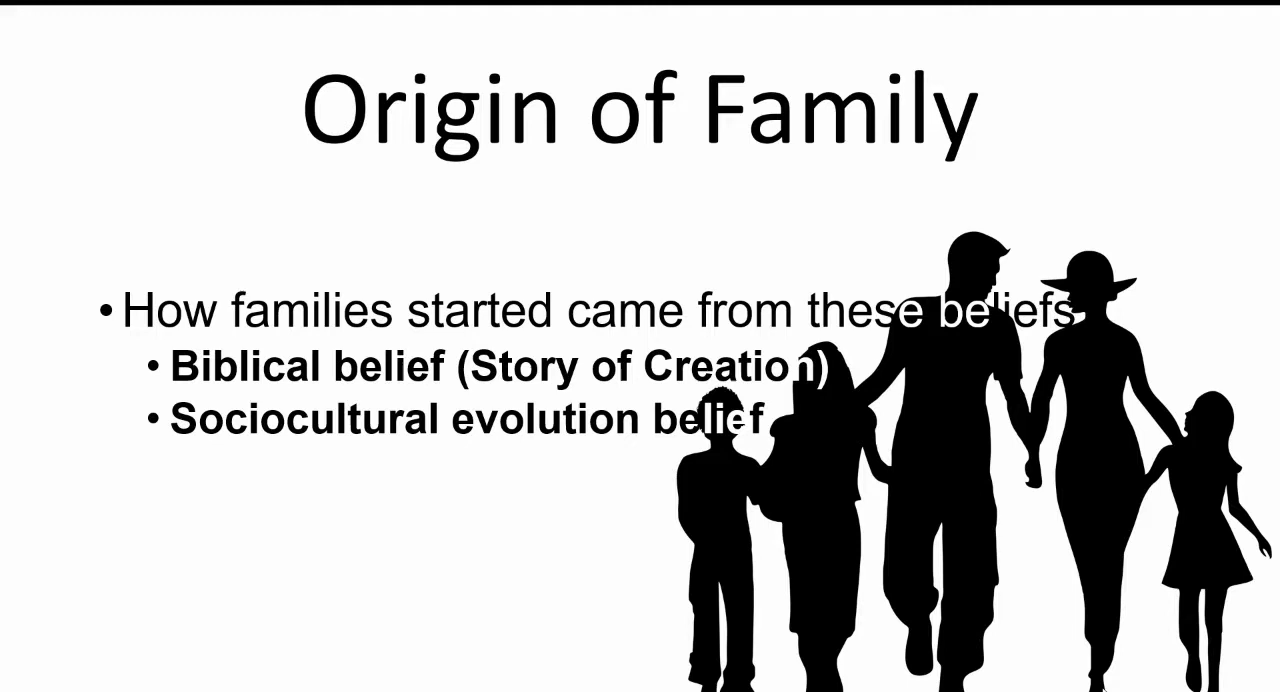 Origin of Family
• How families started came from these beliefs
• Biblical belief (Story of Creation)
• Sociocultural evolution belief